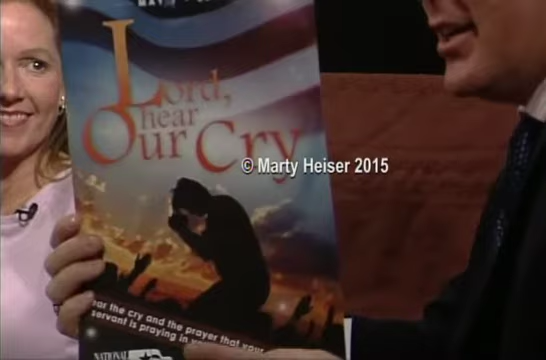 Lord,
hear
Our Cry
© Marty Heiser 2015
ear the cry and the prayer that your
servant is praying in
NATIONAL